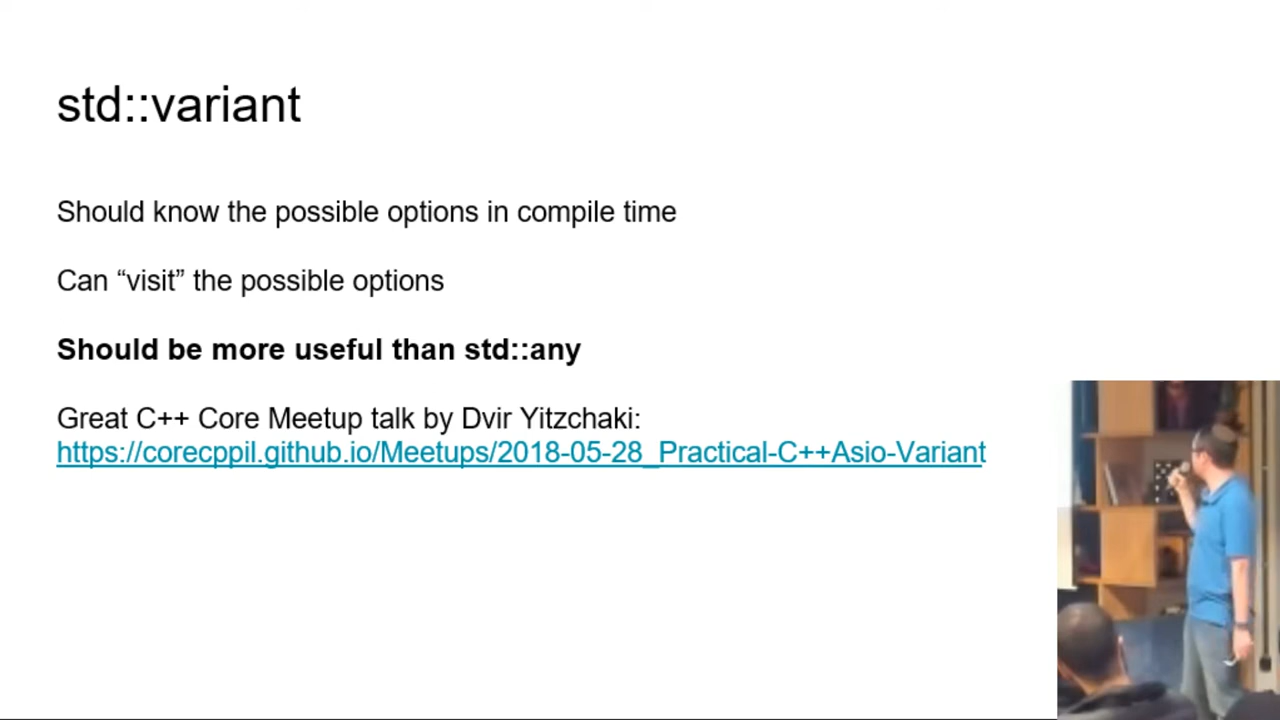 std::variant
Should know the possible options in compile time
Can “visit” the possible options
Should be more useful than std::any
Great C++ Core Meetup talk by Dvir Yitzchaki:
https://corecppil.github.io/Meetups/2018-05-28_Practical-C++Asio-Variant